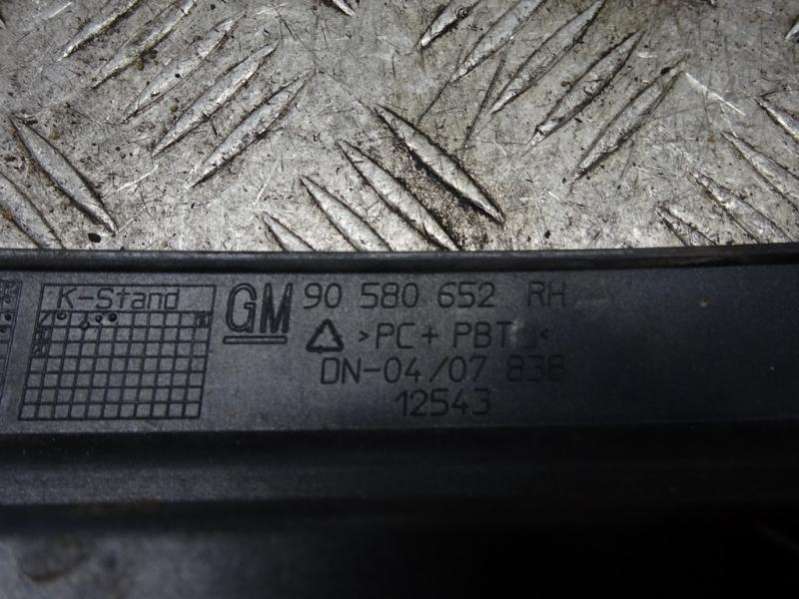 K-Stand
GM 90 580 652 RH
>PC+PBT<
DN-04/07 838
12543